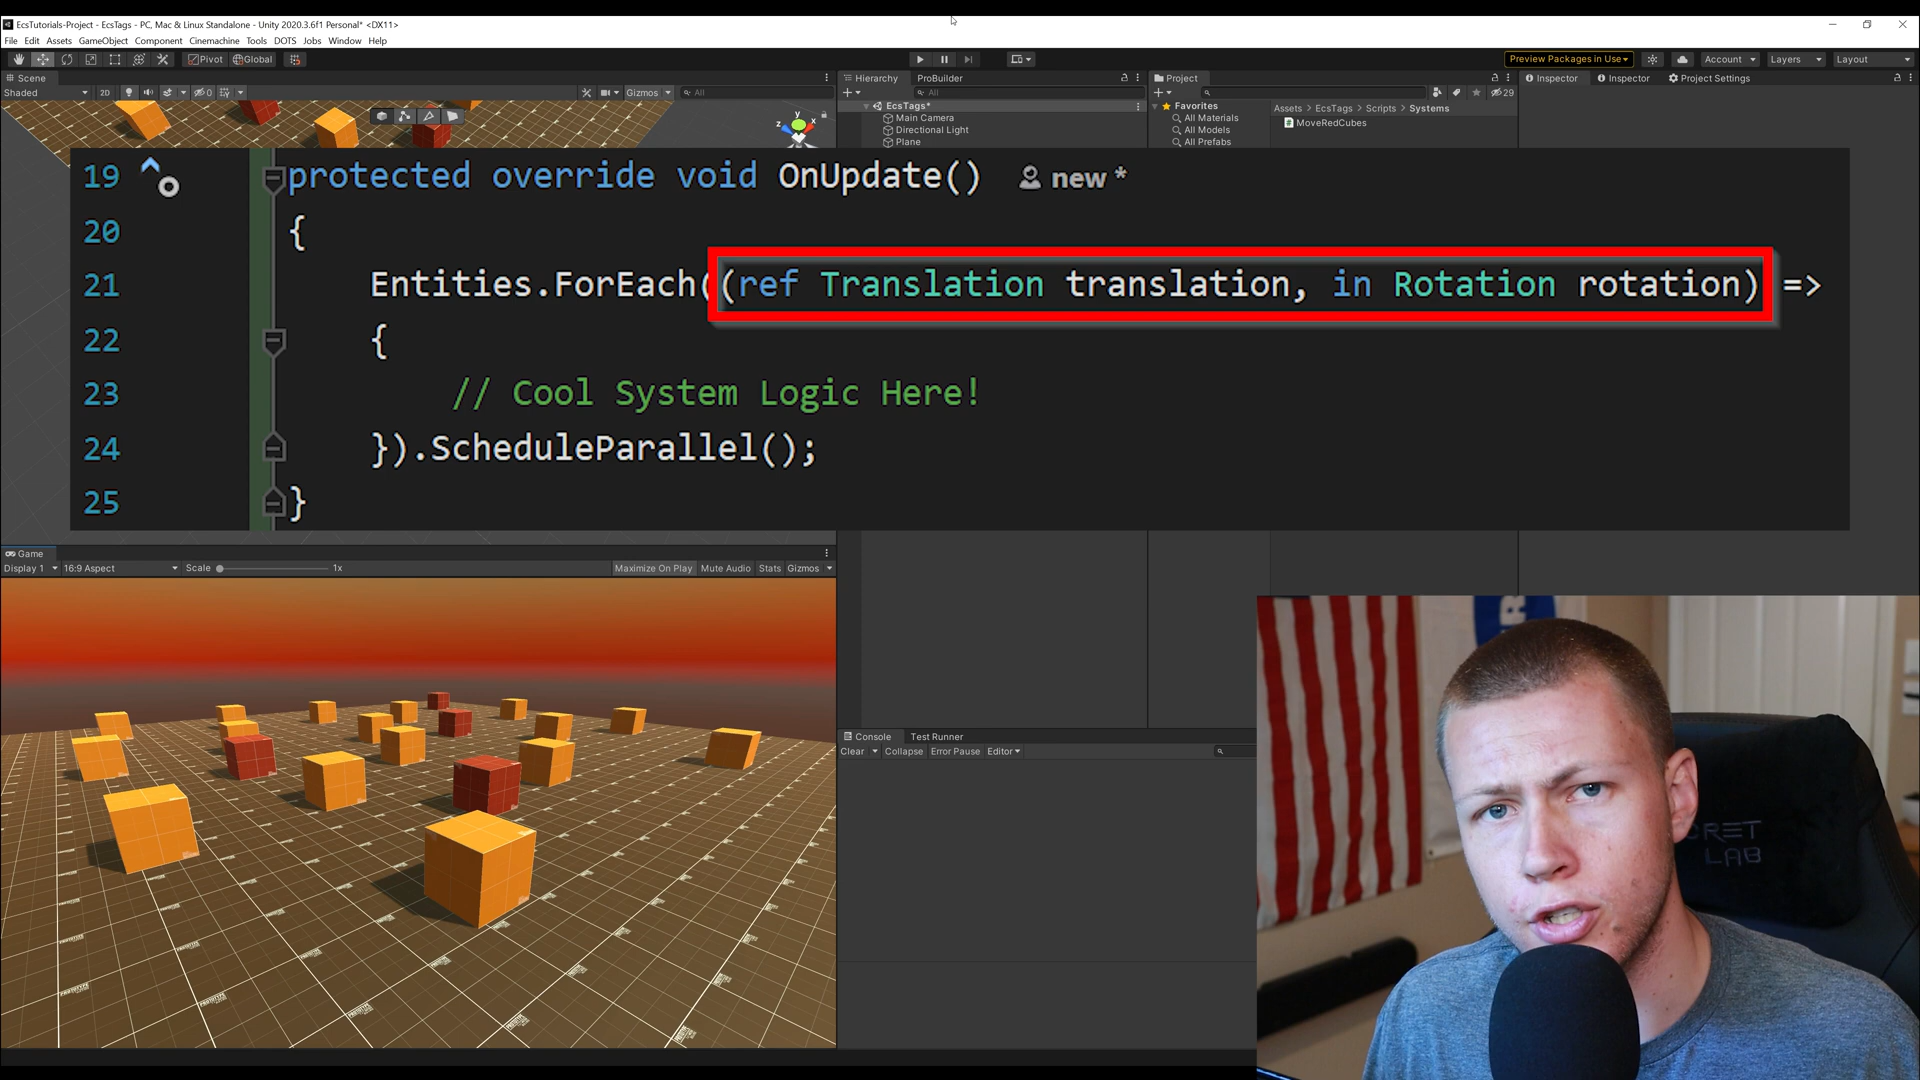 EcsTutorials-Project - EcsTags - PC, Mac & Linux Standalone - Unity 2020.3.6f1 Personal* <DX11>
File Edit Assets GameObject Component Cinemachine Tools DOTS Jobs Window Help
Pivot Global Preview Packages in Use Account Layers Layout
Scene Hierarchy ProBuilder Project Inspector Inspector Project Settings
Shaded 2D 0 Gizmos All All 29
EcsTags*
Main Camera
Directional Light
Plane
Favorites
All Materials
All Models
All Prefabs
Assets > EcsTags > Scripts > Systems
MoveRedCubes
y
z x
19 protected override void OnUpdate() new *
20 {
21 Entities.ForEach((ref Translation translation, in Rotation rotation) =>
22 {
23 // Cool System Logic Here!
24 }).ScheduleParallel();
25 }
Game
Display 1 16:9 Aspect Scale 1x Maximize On Play Mute Audio Stats Gizmos
Console Test Runner
Clear Collapse Error Pause Editor
R
CRET
LAB